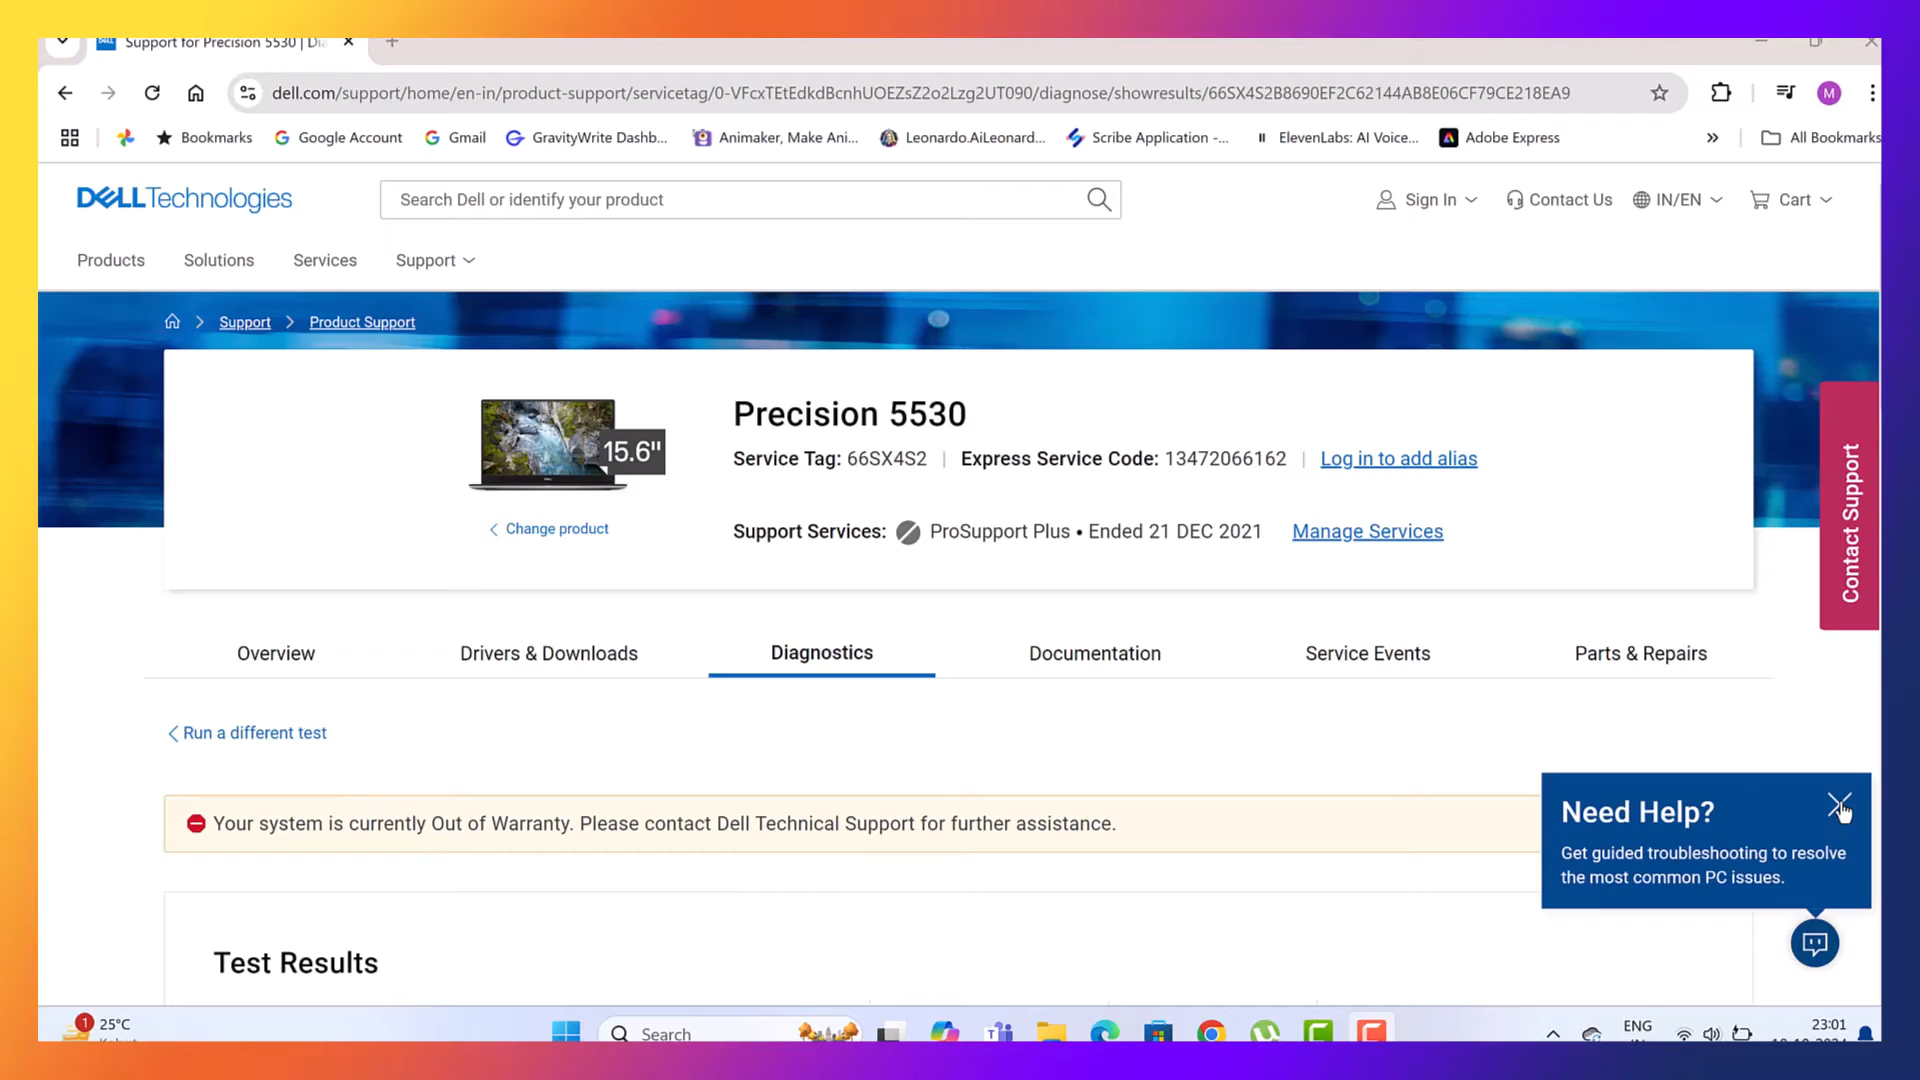 Support for Precision 5530 | Dia
dell.com/support/home/en-in/product-support/servicetag/0-VFcxTEtEdkdBcnhUOEZsZ2o2Lzg2UT090/diagnose/showresults/66SX4S2B8690EF2C62144AB8E06CF79CE218EA9
M
Bookmarks
Google Account
Gmail
GravityWrite Dashb...
Animaker, Make Ani...
Leonardo.AiLeonard...
Scribe Application -...
ElevenLabs: AI Voice...
Adobe Express
All Bookmarks
DELLTechnologies
Search Dell or identify your product
Sign In
Contact Us
IN/EN
Cart
Products
Solutions
Services
Support
Support
Product Support
15.6"
Change product
Precision 5530
Service Tag: 66SX4S2 | Express Service Code: 13472066162 | Log in to add alias
Support Services: ProSupport Plus • Ended 21 DEC 2021 Manage Services
Contact Support
Overview
Drivers & Downloads
Diagnostics
Documentation
Service Events
Parts & Repairs
Run a different test
Your system is currently Out of Warranty. Please contact Dell Technical Support for further assistance.
Need Help?
Get guided troubleshooting to resolve
the most common PC issues.
Test Results
1
25°C
Search
ENG
23:01